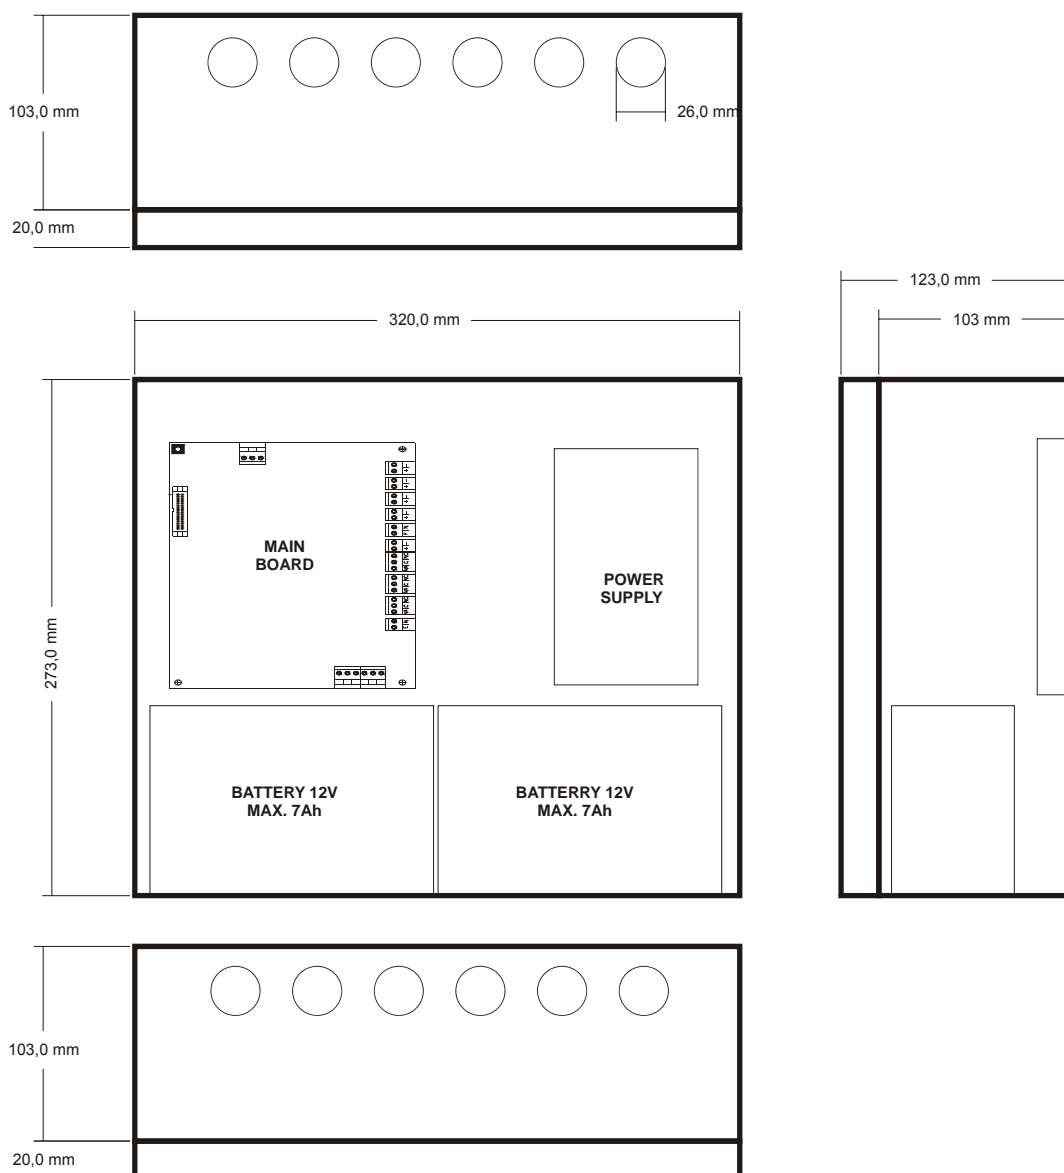 103,0 mm
26,0 mm
20,0 mm
123,0 mm
320,0 mm
103 mm
MAIN
BOARD
POWER
SUPPLY
273,0 mm
BATTERY 12V
MAX. 7Ah
BATTERRY 12V
MAX. 7Ah
103,0 mm
20,0 mm